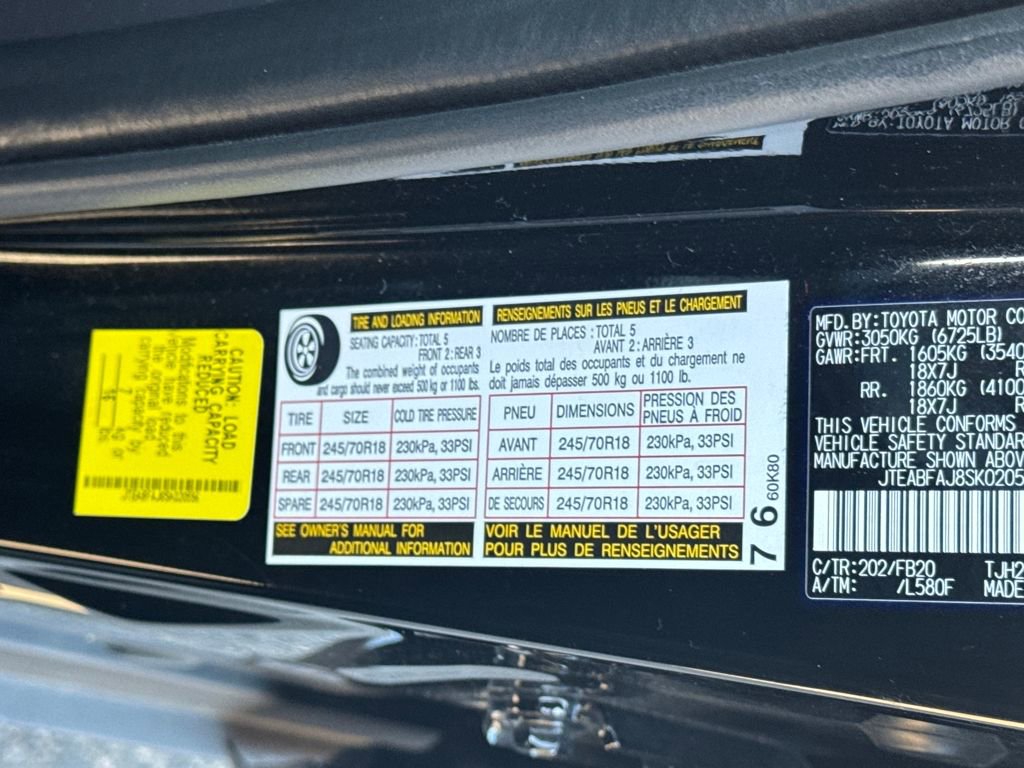 CAUTION: LOAD
CARRYING CAPACITY
REDUCED
Modifications to this
vehicle have reduced
the original load
carrying capacity by
kg or
lbs
TIRE AND LOADING INFORMATION
SEATING CAPACITY: TOTAL 5
FRONT 2: REAR 3
The combined weight of occupants
and cargo should never exceed 500 kg or 1100 lbs.
TIRE SIZE COLD TIRE PRESSURE
FRONT 245/70R18 230kPa, 33PSI
REAR 245/70R18 230kPa, 33PSI
SPARE 245/70R18 230kPa, 33PSI
SEE OWNER'S MANUAL FOR
ADDITIONAL INFORMATION
RENSEIGNEMENTS SUR LES PNEUS ET LE CHARGEMENT
NOMBRE DE PLACES : TOTAL 5
AVANT 2 : ARRIÈRE 3
Le poids total des occupants et du chargement ne
doit jamais dépasser 500 kg ou 1100 lb.
PNEU DIMENSIONS PRESSION DES
PNEUS À FROID
AVANT 245/70R18 230kPa, 33PSI
ARRIÈRE 245/70R18 230kPa, 33PSI
DE SECOURS 245/70R18 230kPa, 33PSI
VOIR LE MANUEL DE L'USAGER
POUR PLUS DE RENSEIGNEMENTS
7 6 60K80
MFD. BY: TOYOTA MOTOR CO
GVWR: 3050KG (6725LB)
GAWR: FRT. 1605KG (3540
18X7J R
RR. 1860KG (4100
18X7J R
THIS VEHICLE CONFORMS
VEHICLE SAFETY STANDAR
MANUFACTURE SHOWN ABOV
JTEABFAJ8SK0205
C/TR: 202/FB20 TJH2
A/TM: /L580F MADE